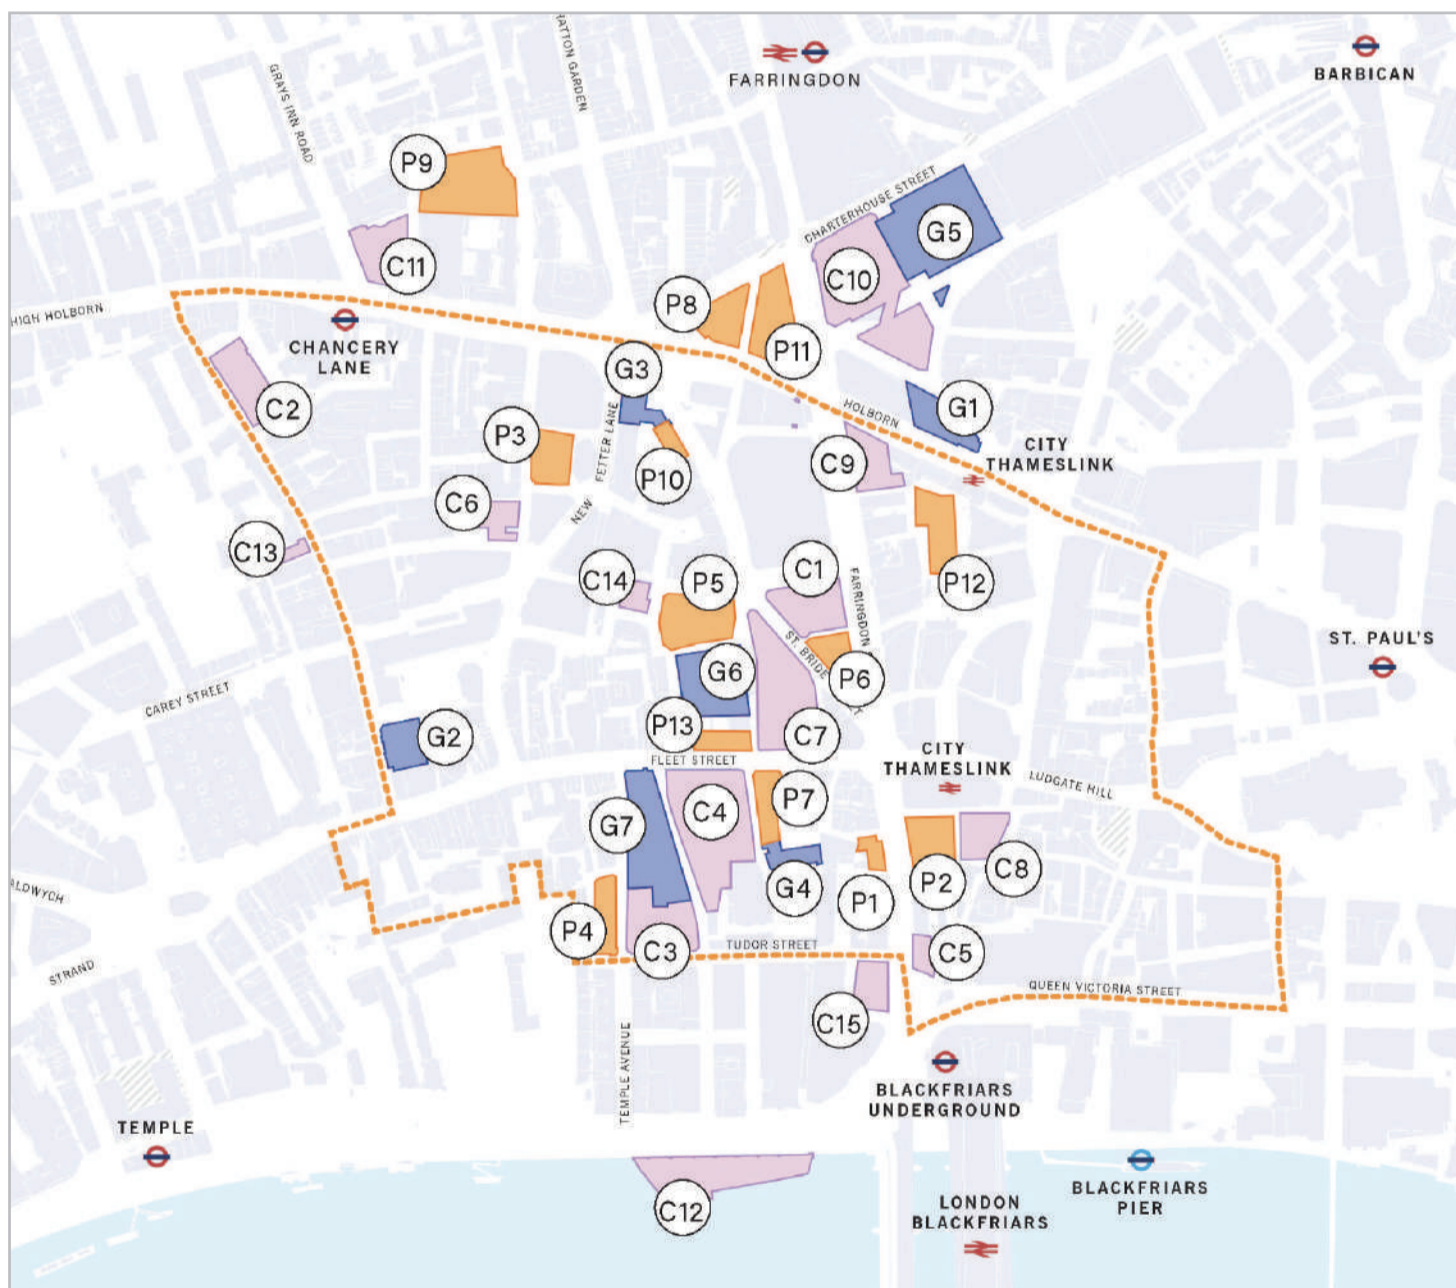 FARRINGDON
BARBICAN
GRAYS INN ROAD
ATTON GARDEN
P9
CHARTERHOUSE STREET
G5
C11
C10
P8
HIGH HOLBORN
CHANCERY
LANE
P11
G3
C2
HOLBORN
G1
FETTER LANE
NEW
P3
CITY
THAMESLINK
C9
P10
C6
C13
C14
P5
C1
P12
FARRINGDON
ST. BRIDE
ST. PAUL'S
P6
G6
CAREY STREET
G2
P13
C7
FLEET STREET
CITY
THAMESLINK
LUDGATE HILL
P7
C4
G7
C8
P2
G4
P1
ALDWYCH
P4
C3
TUDOR STREET
C5
STRAND
QUEEN VICTORIA STREET
C15
TEMPLE AVENUE
BLACKFRIARS
UNDERGROUND
TEMPLE
BLACKFRIARS
PIER
C12
LONDON
BLACKFRIARS